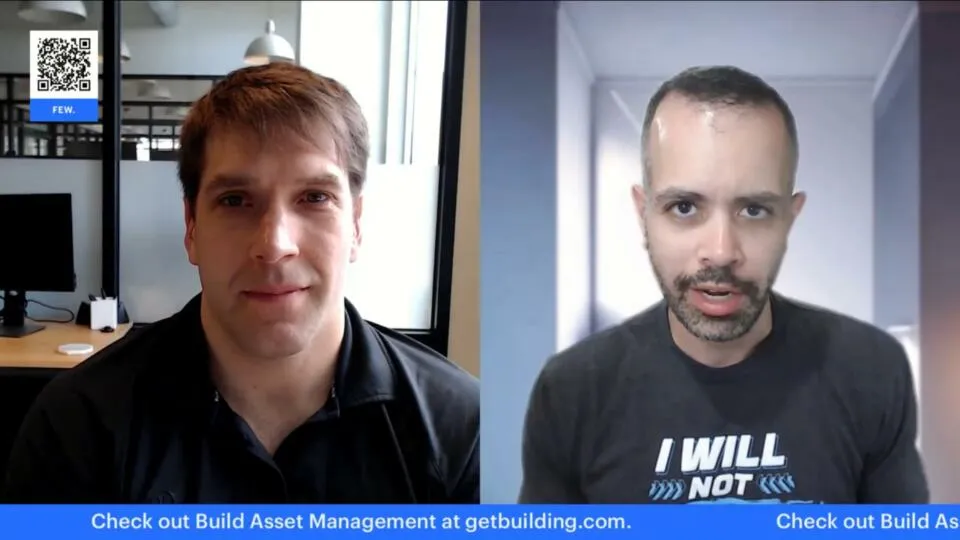 FEW.
I WILL
NOT
Check out Build Asset Management at getbuilding.com. Check out Build As